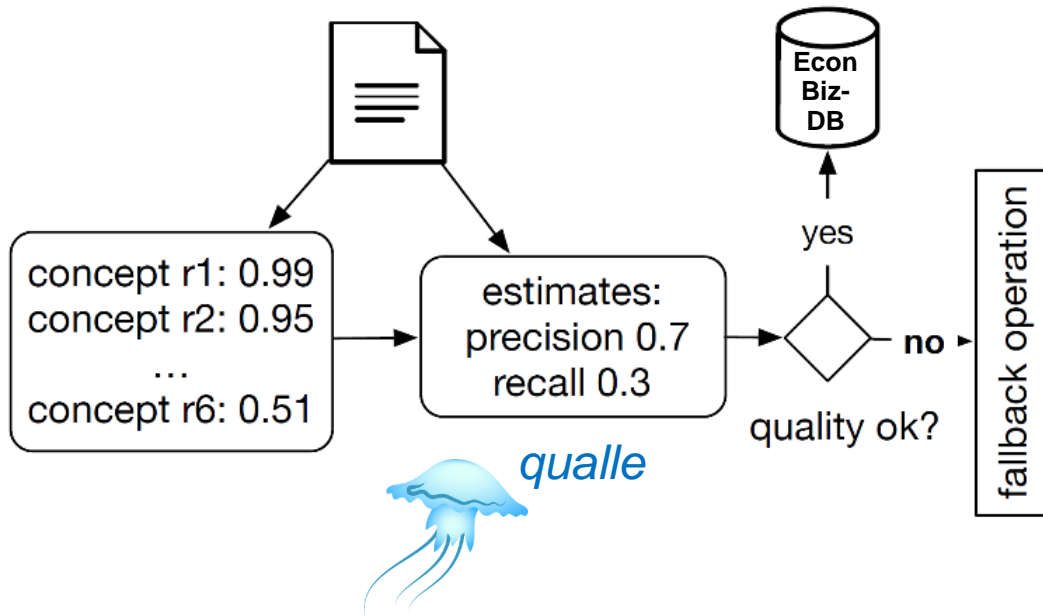 Econ
Biz-
DB
concept r1: 0.99
concept r2: 0.95
...
concept r6: 0.51
estimates:
precision 0.7
recall 0.3
qualle
yes
no
quality ok?
fallback operation